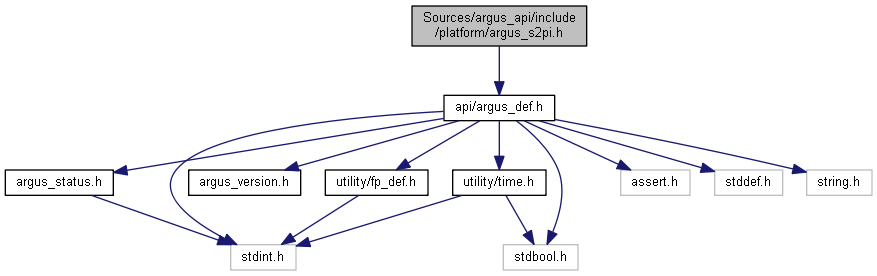 Sources/argus_api/include
/platform/argus_s2pi.h
api/argus_def.h
argus_status.h
argus_version.h
utility/fp_def.h
utility/time.h
assert.h
stddef.h
string.h
stdint.h
stdbool.h